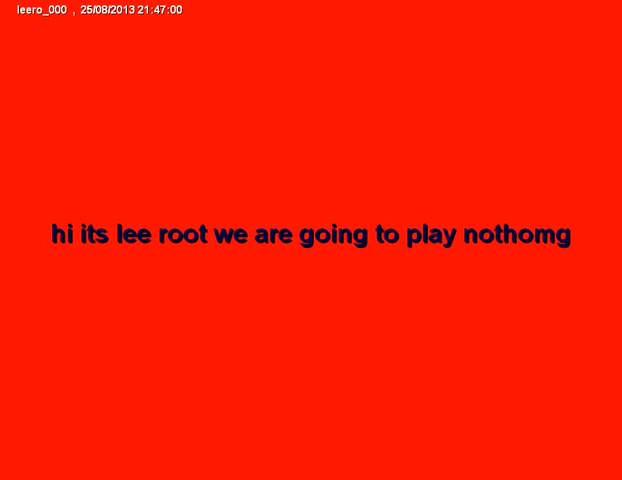 leero_000 , 25/08/2013 21:47:00
hi its lee root we are going to play nothomg